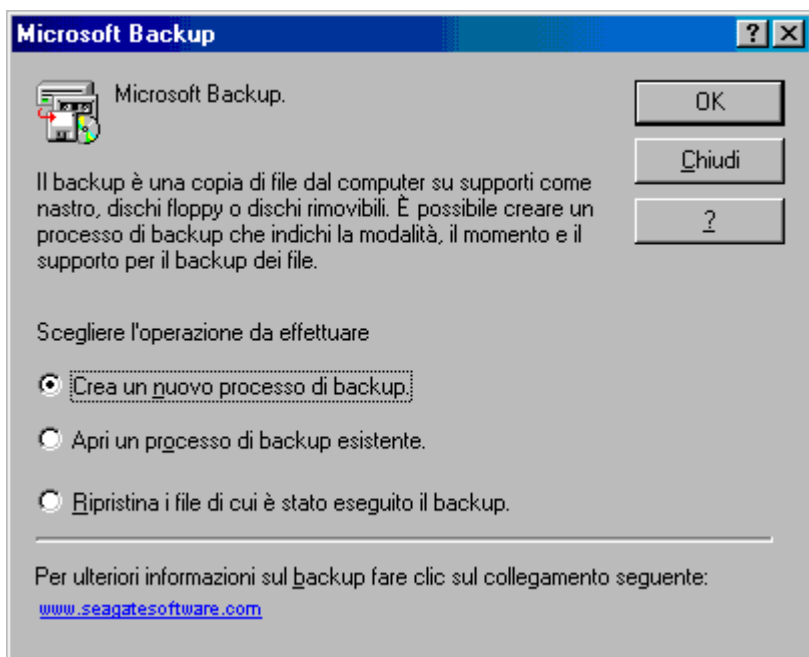 Microsoft Backup
?
Microsoft Backup.
OK
Chiudi
?
Il backup è una copia di file dal computer su supporti come
nastro, dischi floppy o dischi rimovibili. È possibile creare un
processo di backup che indichi la modalità, il momento e il
supporto per il backup dei file.
Scegliere l'operazione da effettuare
Crea un nuovo processo di backup.
Apri un processo di backup esistente.
Ripristina i file di cui è stato eseguito il backup.
Per ulteriori informazioni sul backup fare clic sul collegamento seguente:
www.seagatesoftware.com